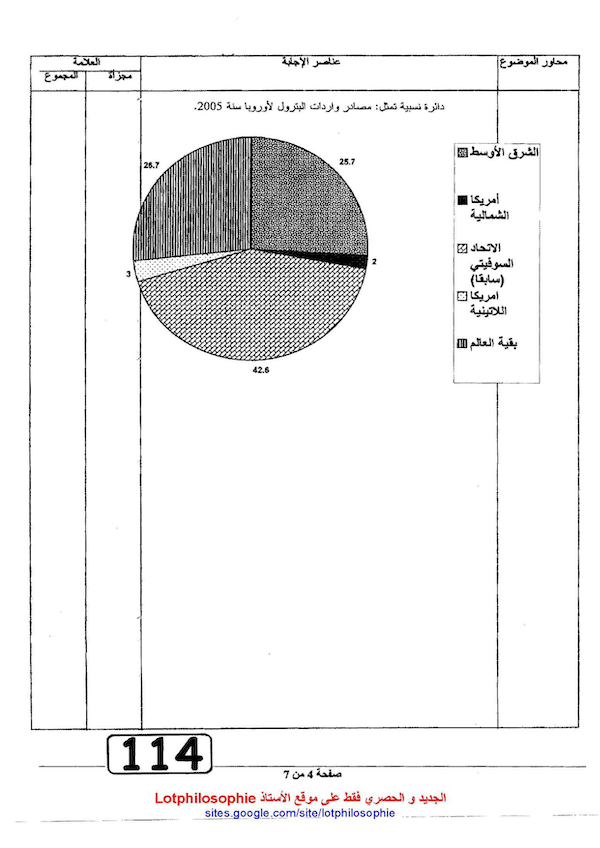 محاور الموضوع
عناصر الإجابة
العلامة
مجزأة
المجموع
دائرة نسبية تمثل: مصادر واردات البترول لأوروبا سنة 2005.
26.7
25.7
2
3
42.6
الشرق الأوسط
أمريكا
الشمالية
الاتحاد
السوفيتي
(سابقا)
امريكا
اللاتينية
بقية العالم
114
صفحة 4 من 7
الجديد و الحصري فقط على موقع الأستاذ Lotphilosophie
sites.google.com/site/lotphilosophie